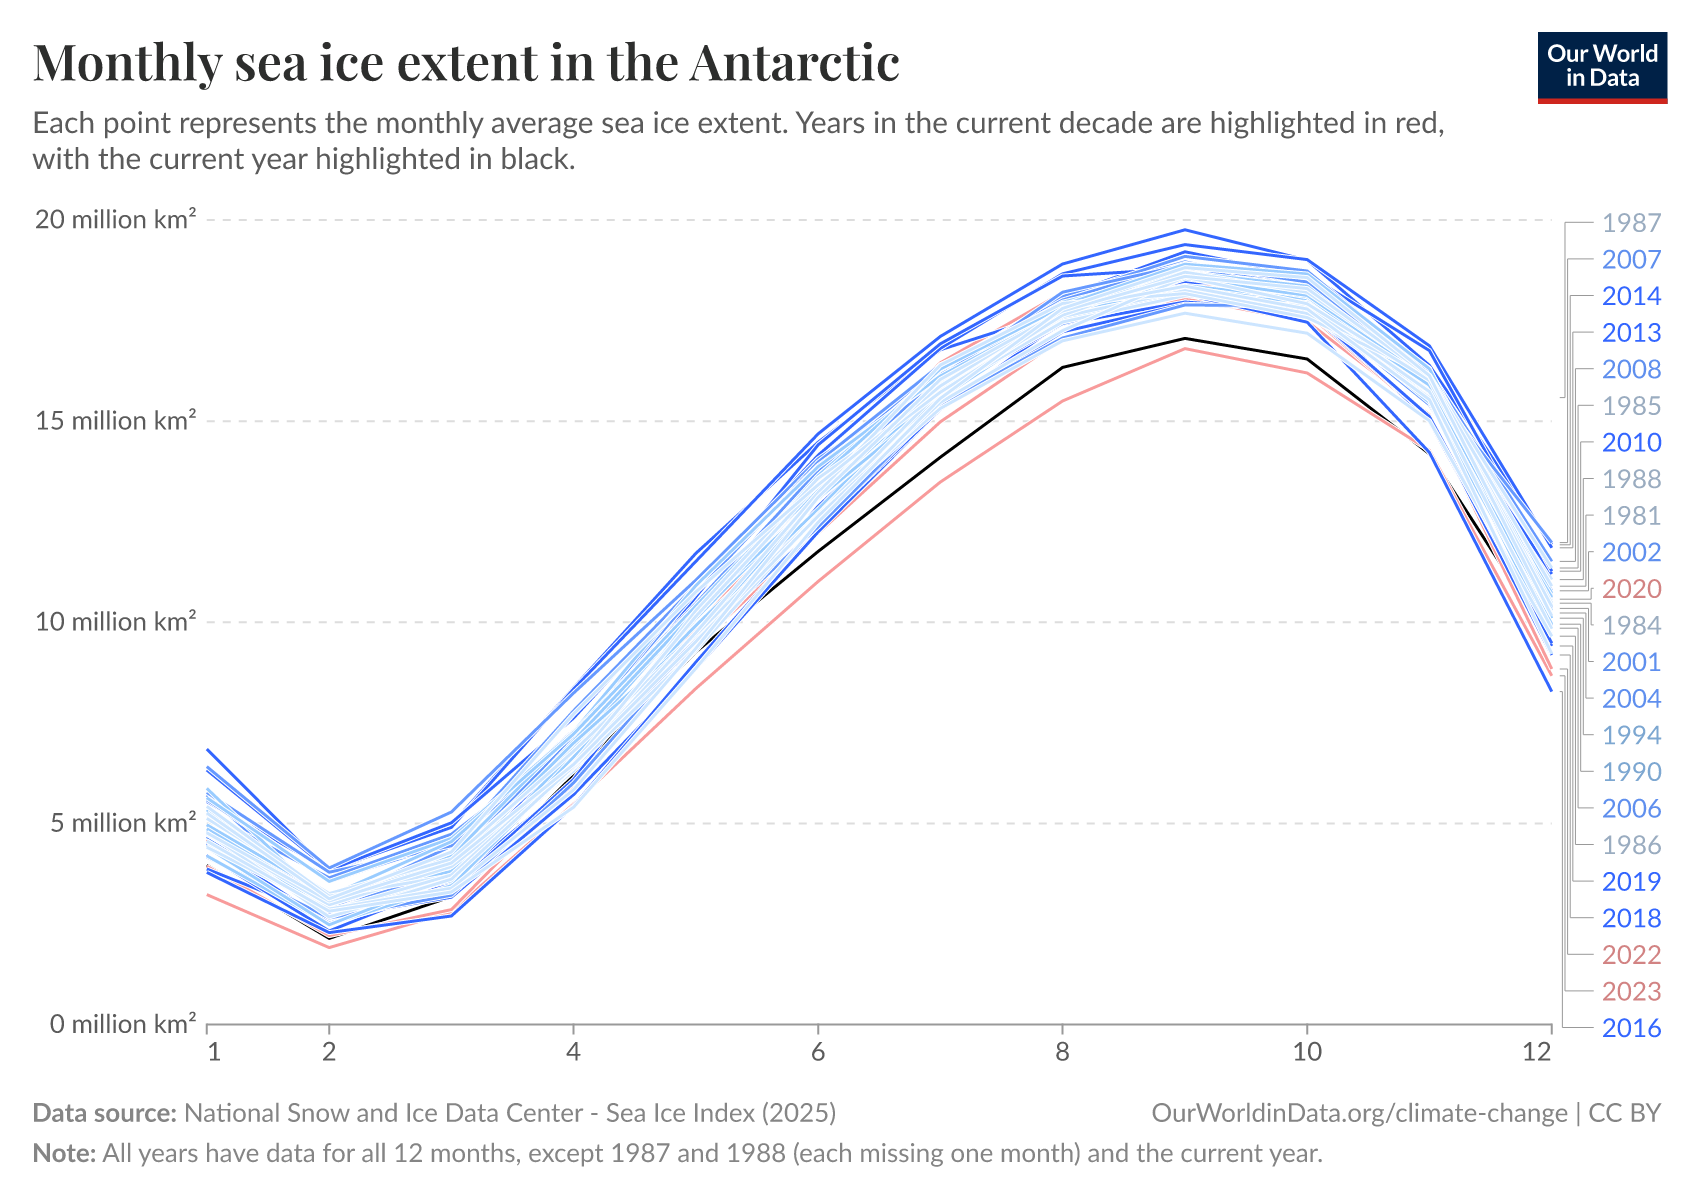 Monthly sea ice extent in the Antarctic
Our World
in Data
Each point represents the monthly average sea ice extent. Years in the current decade are highlighted in red,
with the current year highlighted in black.
20 million km²
15 million km²
10 million km²
5 million km²
0 million km²
1987
2007
2014
2013
2008
1985
2010
1988
1981
2002
2020
1984
2001
2004
1994
1990
2006
1986
2019
2018
2022
2023
2016
1 2 4 6 8 10 12
Data source: National Snow and Ice Data Center - Sea Ice Index (2025)
OurWorldinData.org/climate-change | CC BY
Note: All years have data for all 12 months, except 1987 and 1988 (each missing one month) and the current year.